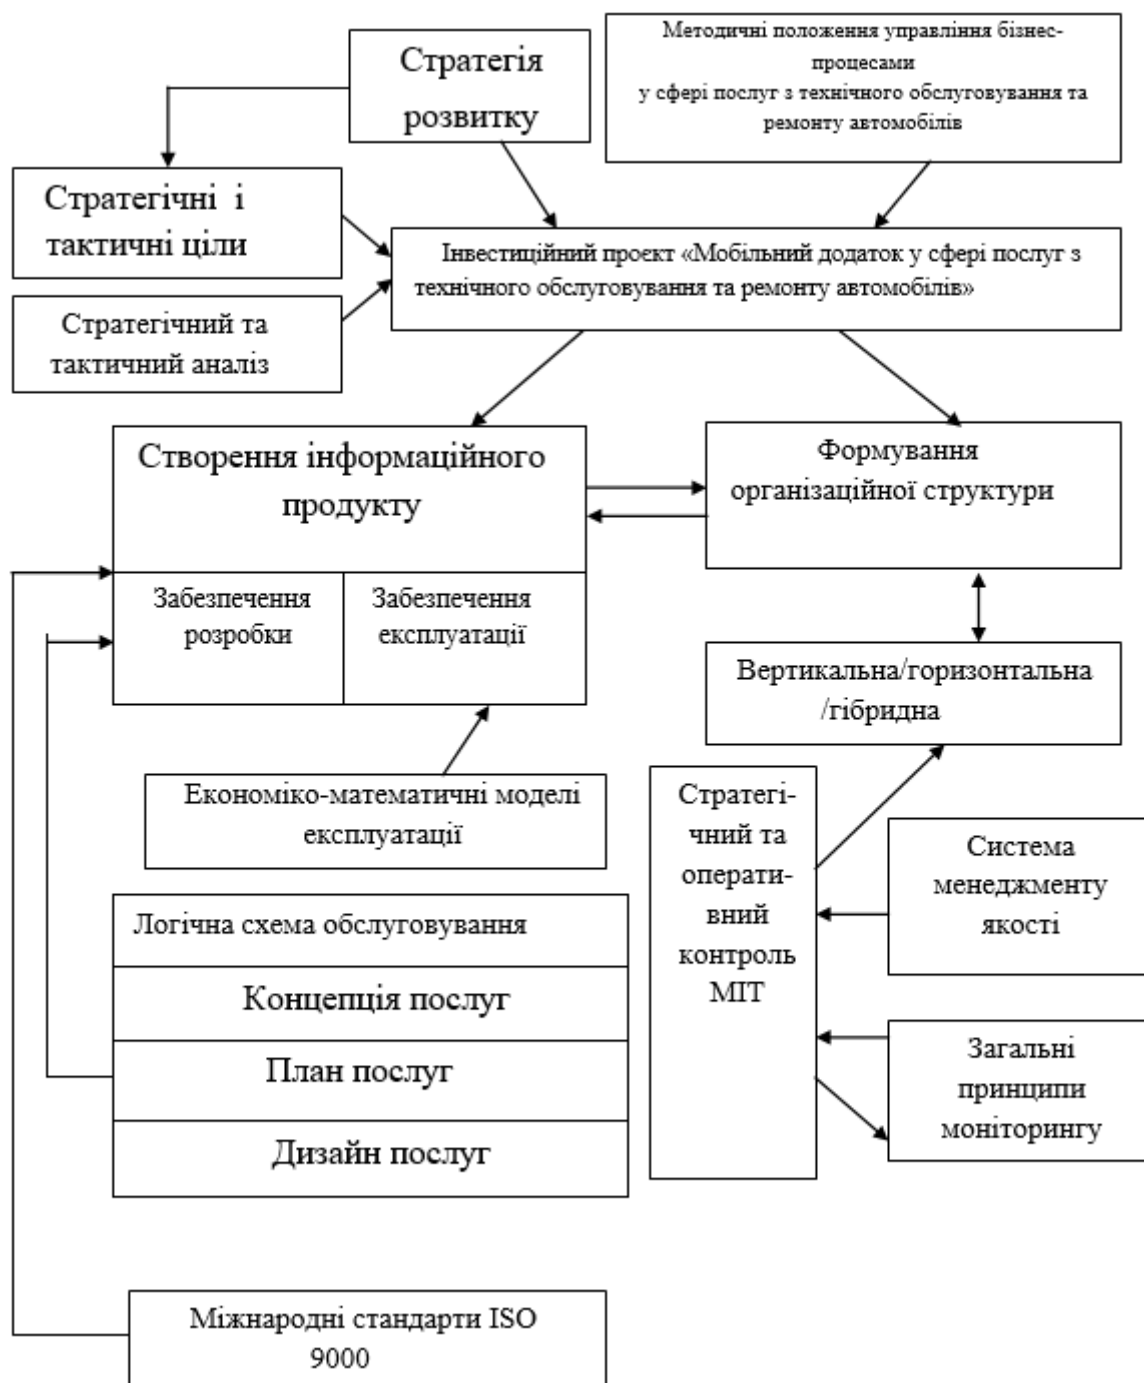 Стратегія
розвитку
Методичні положення управління бізнес-
процесами
у сфері послуг з технічного обслуговування та
ремонту автомобілів
Стратегічні і
тактичні ціли
Інвестиційний проєкт «Мобільний додаток у сфері послуг з
технічного обслуговування та ремонту автомобілів»
Стратегічний та
тактичний аналіз
Створення інформаційного
продукту
Формування
організаційної структури
Забезпечення
розробки
Забезпечення
експлуатації
Вертикальна/горизонтальна
/гібридна
Економіко-математичні моделі
експлуатації
Стратегі-
чний та
операти-
вний
контроль
МІТ
Система
менеджменту
якості
Логічна схема обслуговування
Концепція послуг
План послуг
Дизайн послуг
Загальні
принципи
моніторингу
Міжнародні стандарти ISO
9000